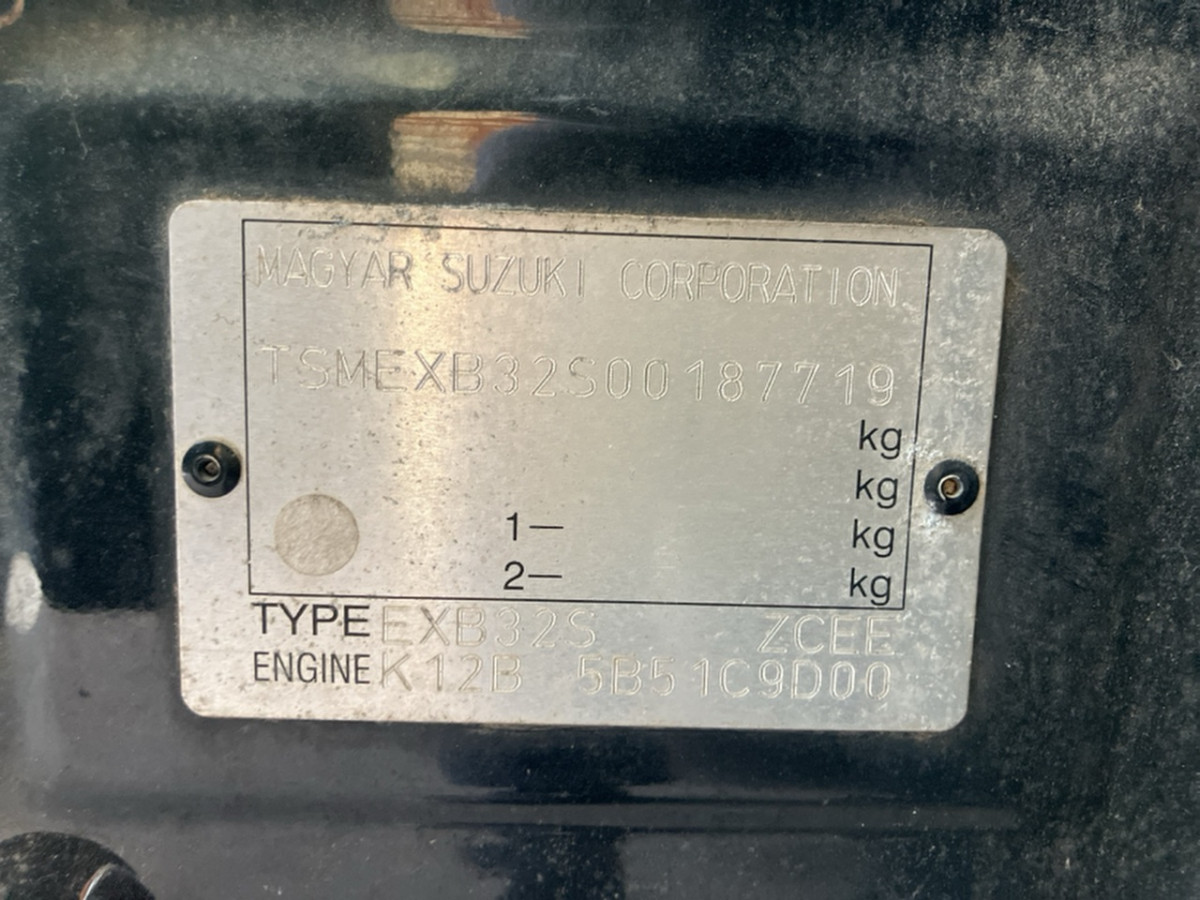 MAGYAR SUZUKI CORPORATION
TSMEXB32S00187719
kg
kg
1— kg
2— kg
TYPE EXB32S ZCEE
ENGINE K12B 5B51C9D00